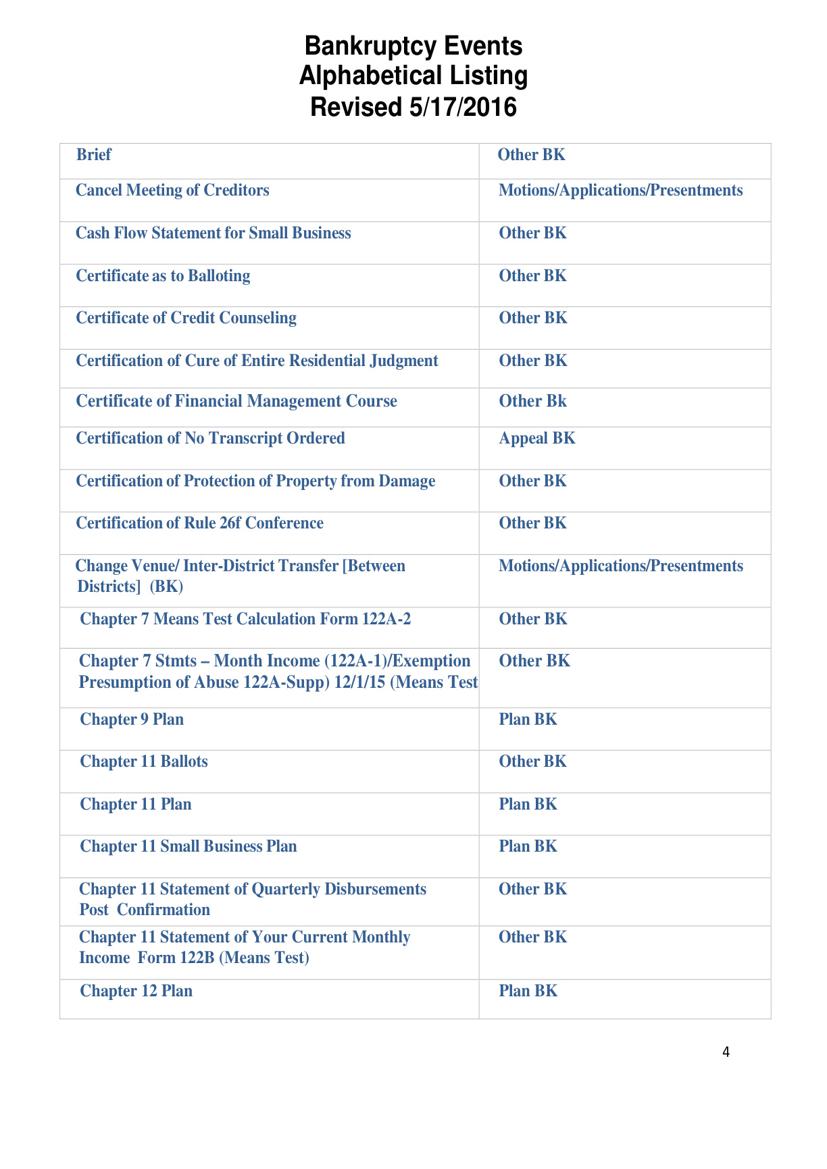 Bankruptcy Events
Alphabetical Listing
Revised 5/17/2016
Brief Other BK
Cancel Meeting of Creditors Motions/Applications/Presentments
Cash Flow Statement for Small Business Other BK
Certificate as to Balloting Other BK
Certificate of Credit Counseling Other BK
Certification of Cure of Entire Residential Judgment Other BK
Certificate of Financial Management Course Other Bk
Certification of No Transcript Ordered Appeal BK
Certification of Protection of Property from Damage Other BK
Certification of Rule 26f Conference Other BK
Change Venue/ Inter-District Transfer [Between Motions/Applications/Presentments
Districts] (BK)
Chapter 7 Means Test Calculation Form 122A-2 Other BK
Chapter 7 Stmts – Month Income (122A-1)/Exemption Other BK
Presumption of Abuse 122A-Supp) 12/1/15 (Means Test
Chapter 9 Plan Plan BK
Chapter 11 Ballots Other BK
Chapter 11 Plan Plan BK
Chapter 11 Small Business Plan Plan BK
Chapter 11 Statement of Quarterly Disbursements Other BK
Post Confirmation
Chapter 11 Statement of Your Current Monthly Other BK
Income Form 122B (Means Test)
Chapter 12 Plan Plan BK
4